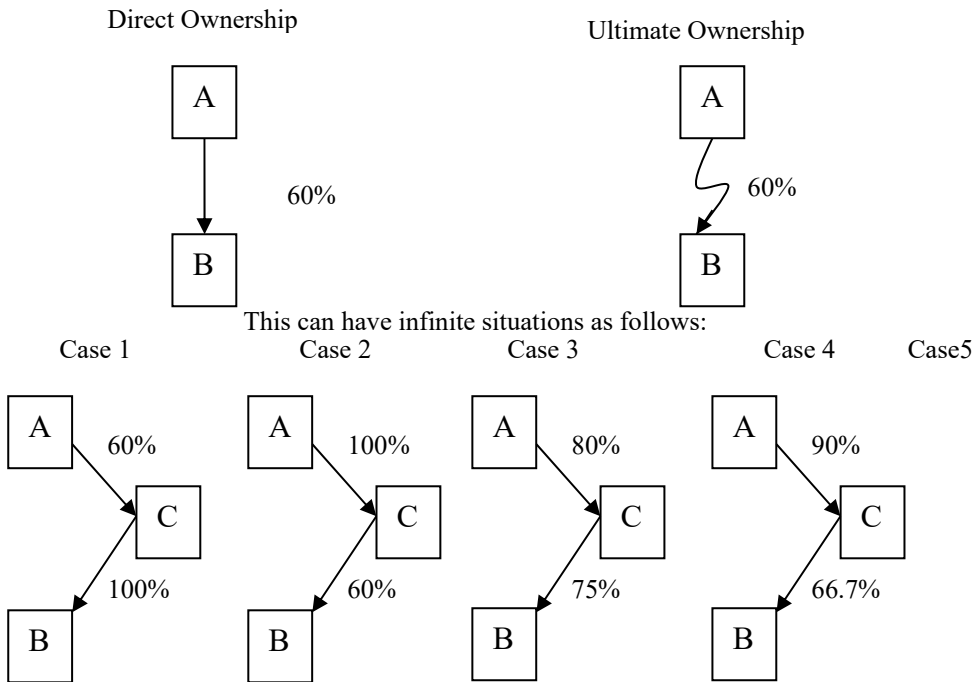 Direct Ownership
Ultimate Ownership
A
A
60%
60%
B
B
This can have infinite situations as follows:
Case 1 Case 2 Case 3 Case 4 Case5
A A A A
60% 100% 80% 90%
C C C C
100% 60% 75% 66.7%
B B B B